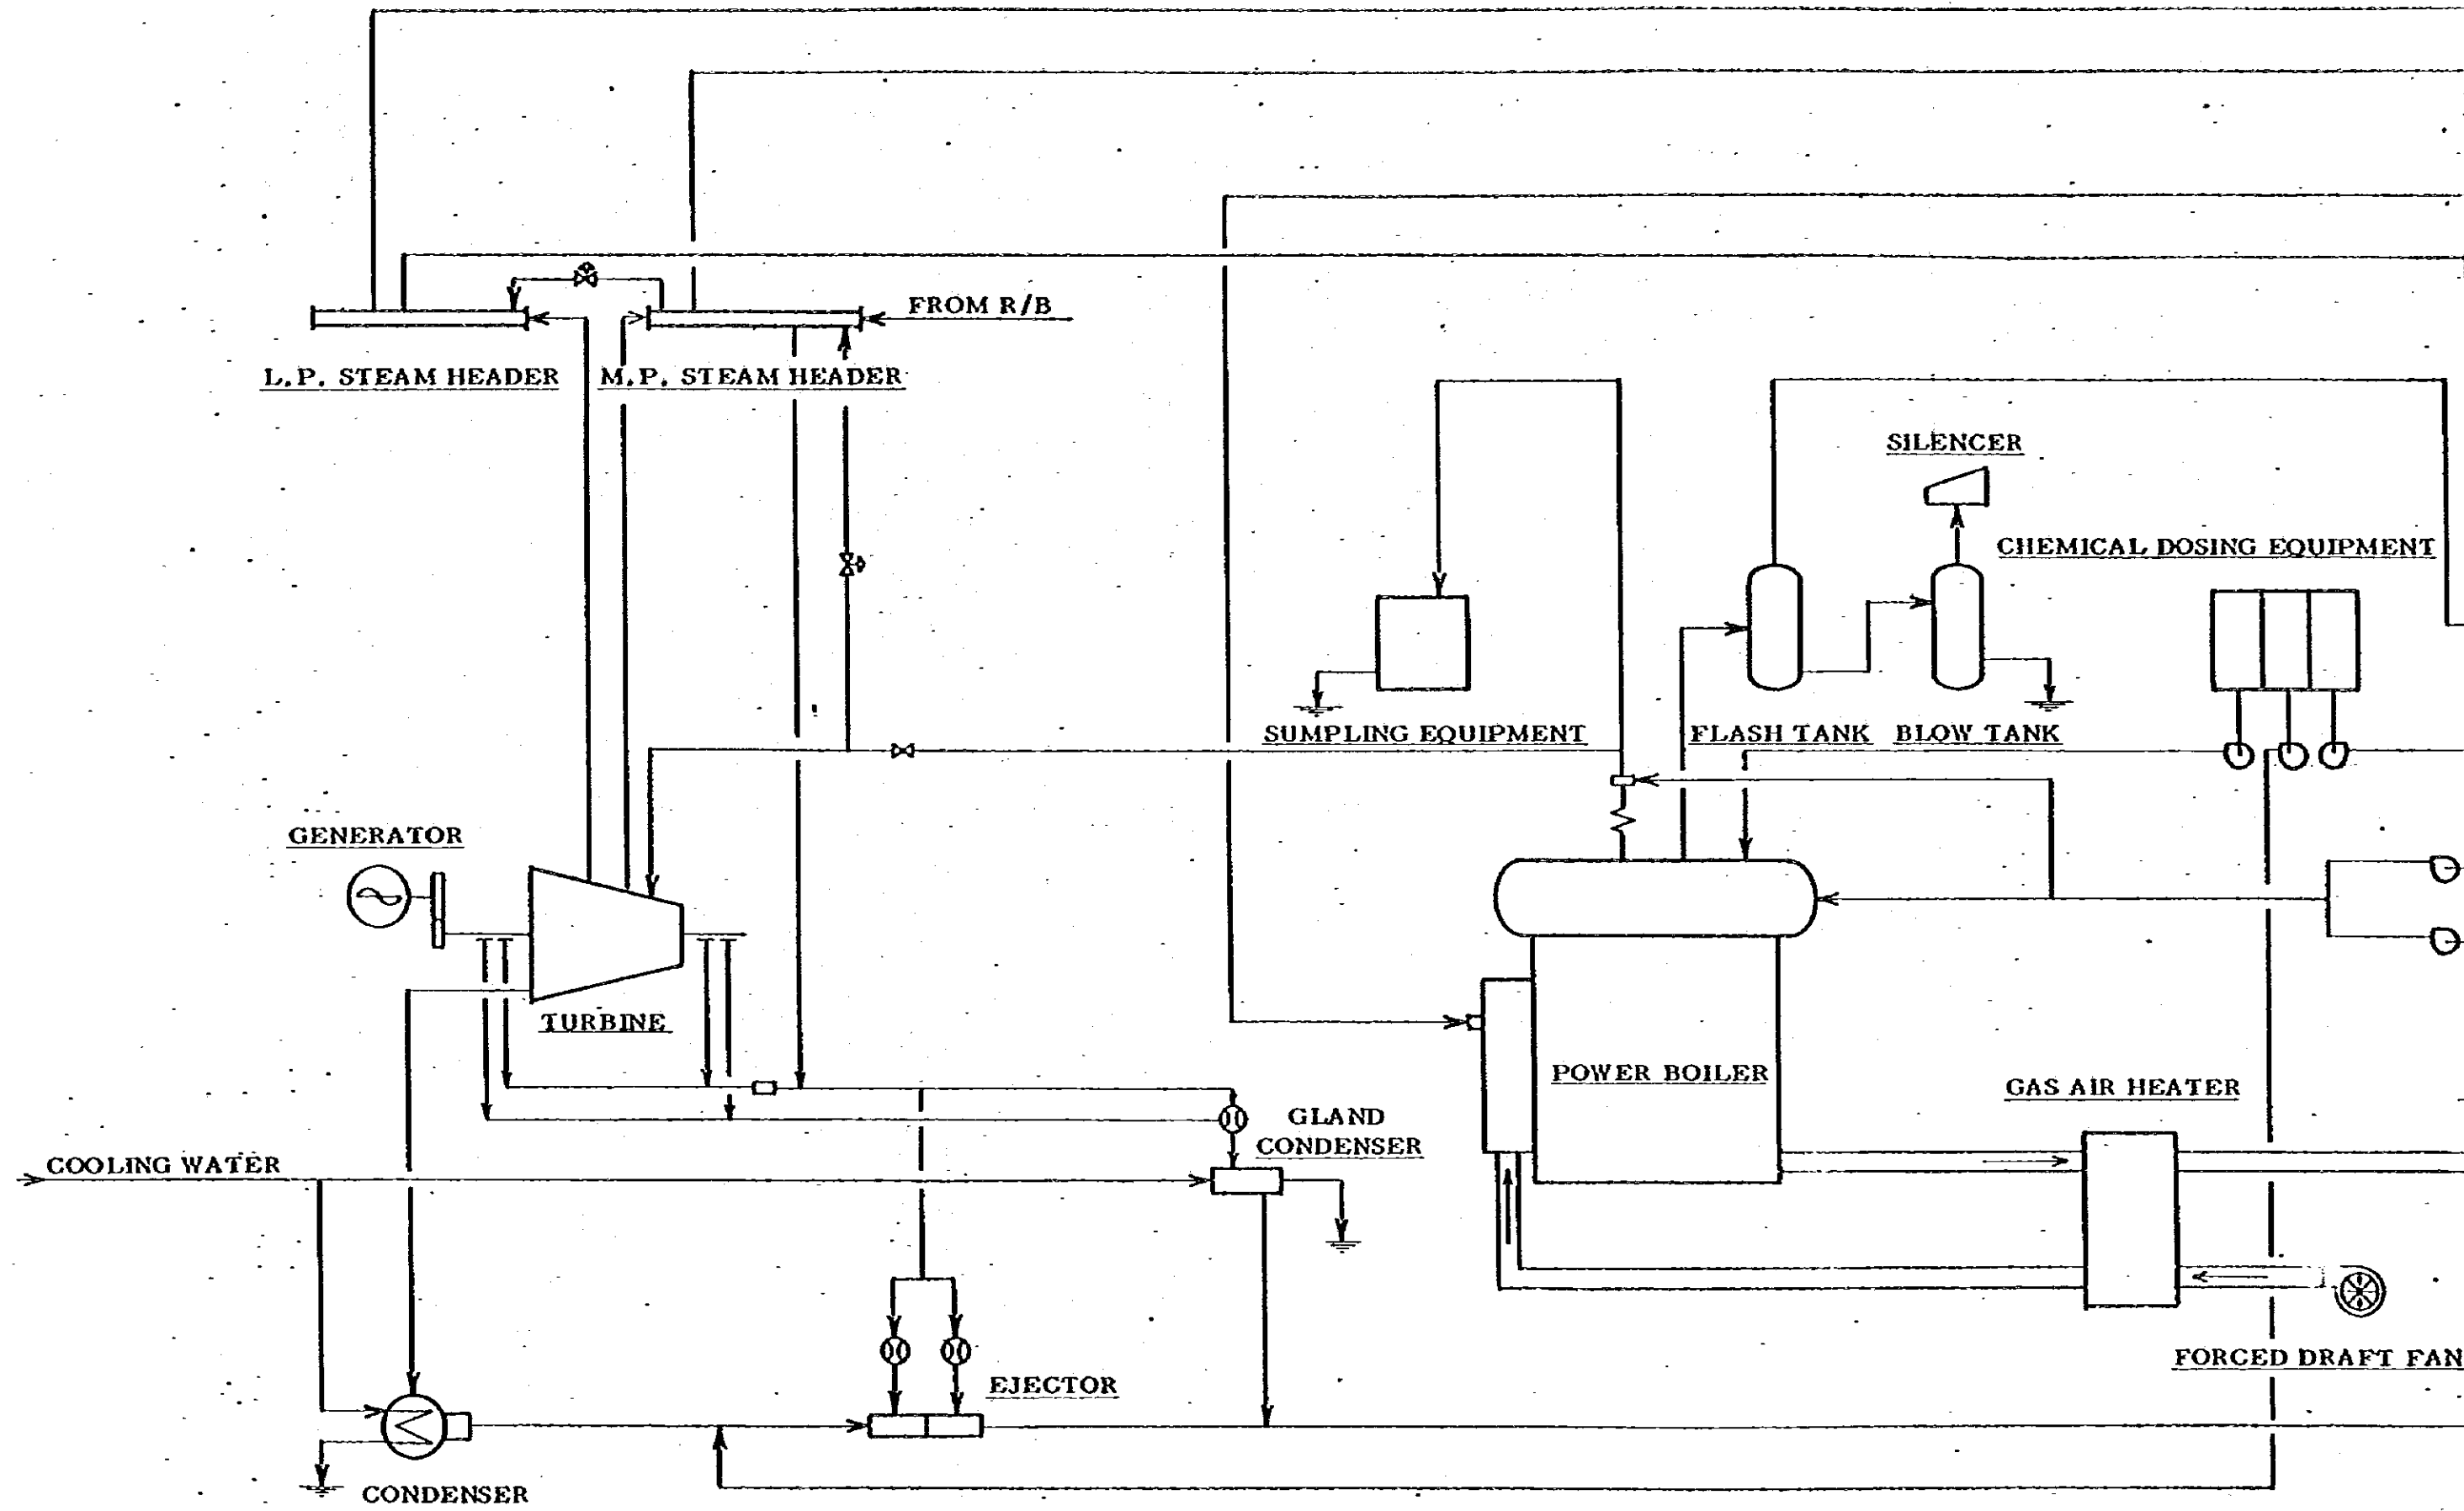 FROM R/B
L.P. STEAM HEADER
M.P. STEAM HEADER
SILENCER
CHEMICAL DOSING EQUIPMENT
SUMPLING EQUIPMENT
FLASH TANK
BLOW TANK
GENERATOR
TURBINE
POWER BOILER
GAS AIR HEATER
GLAND
CONDENSER
COOLING WATER
FORCED DRAFT FAN
EJECTOR
CONDENSER